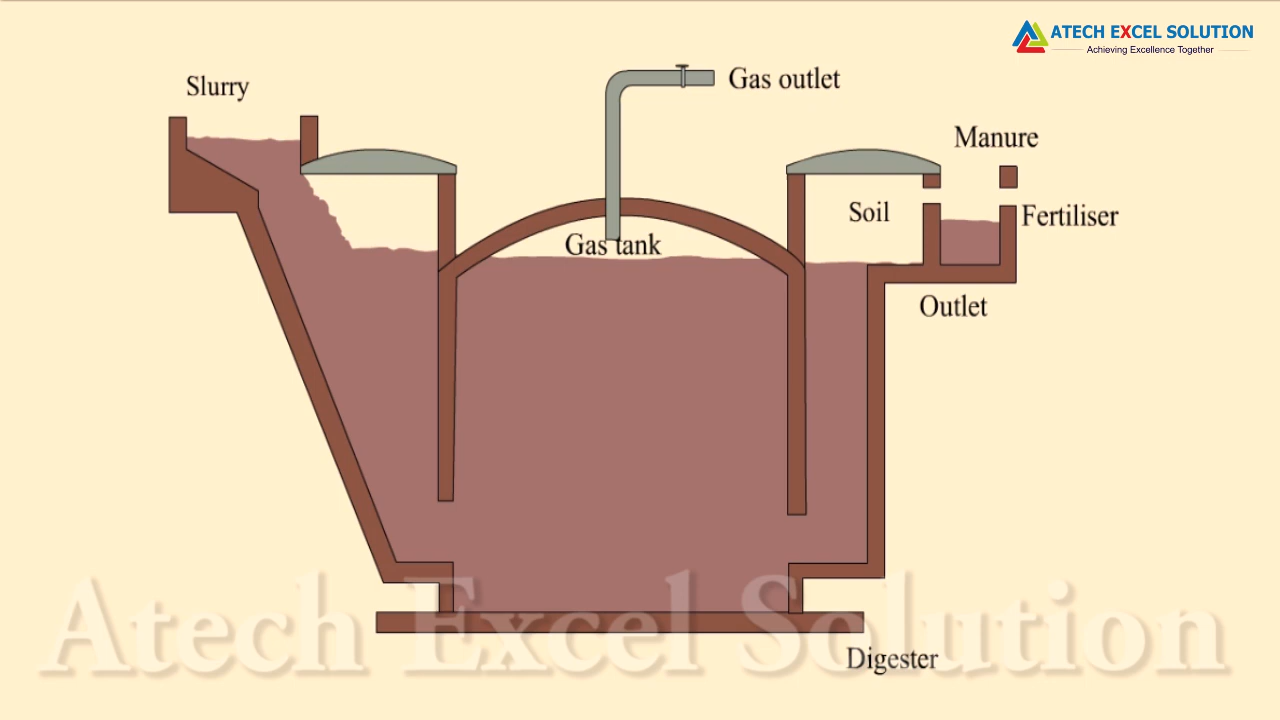 ATECH EXCEL SOLUTION
Achieving Excellence Together
Slurry
Gas outlet
Manure
Soil
Fertiliser
Gas tank
Outlet
Atech Excel Solution
Digester